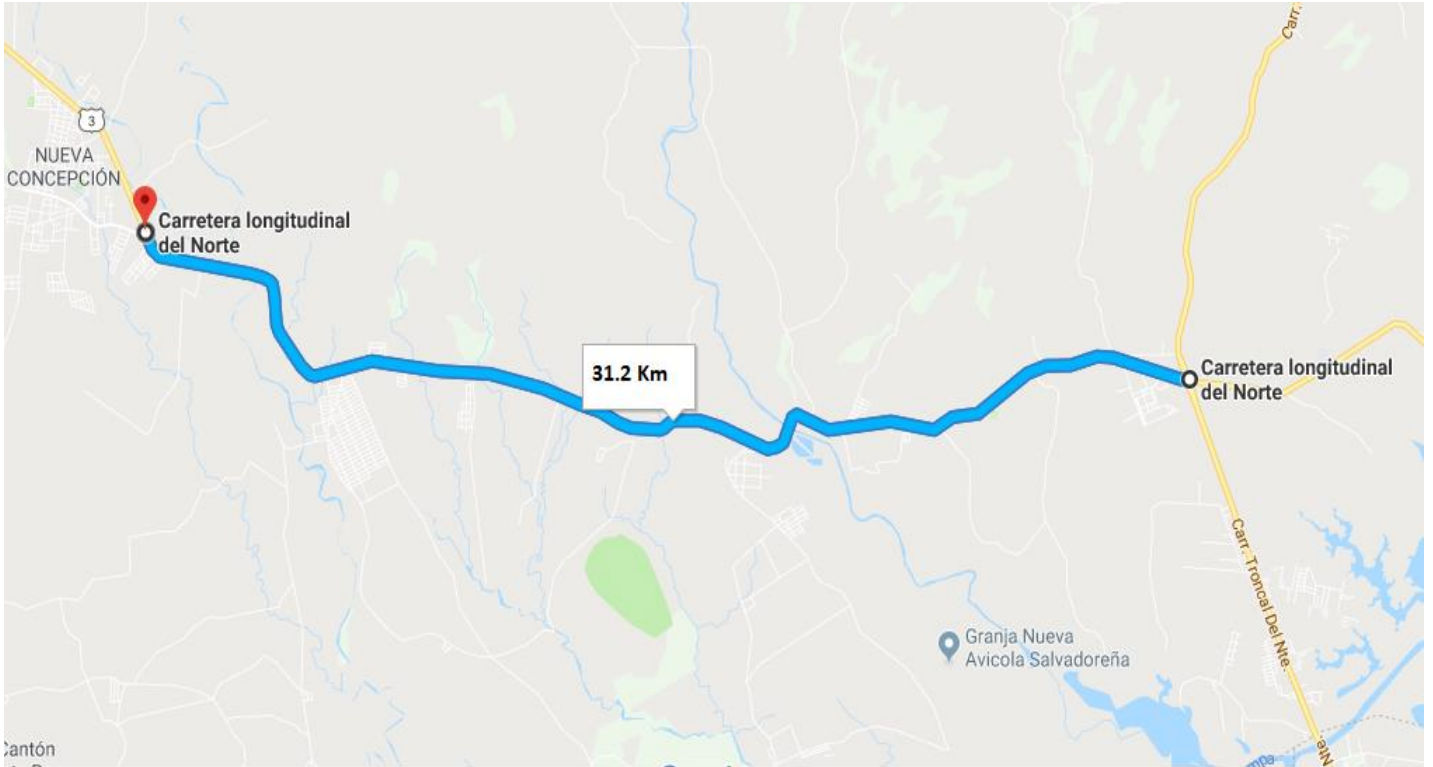 Carr.
3
NUEVA
CONCEPCIÓN
Carretera longitudinal
del Norte
31.2 Km
Carretera longitudinal
del Norte
Carr. Troncal Del Nte.
Granja Nueva
Avicola Salvadoreña
Nte
Cantón